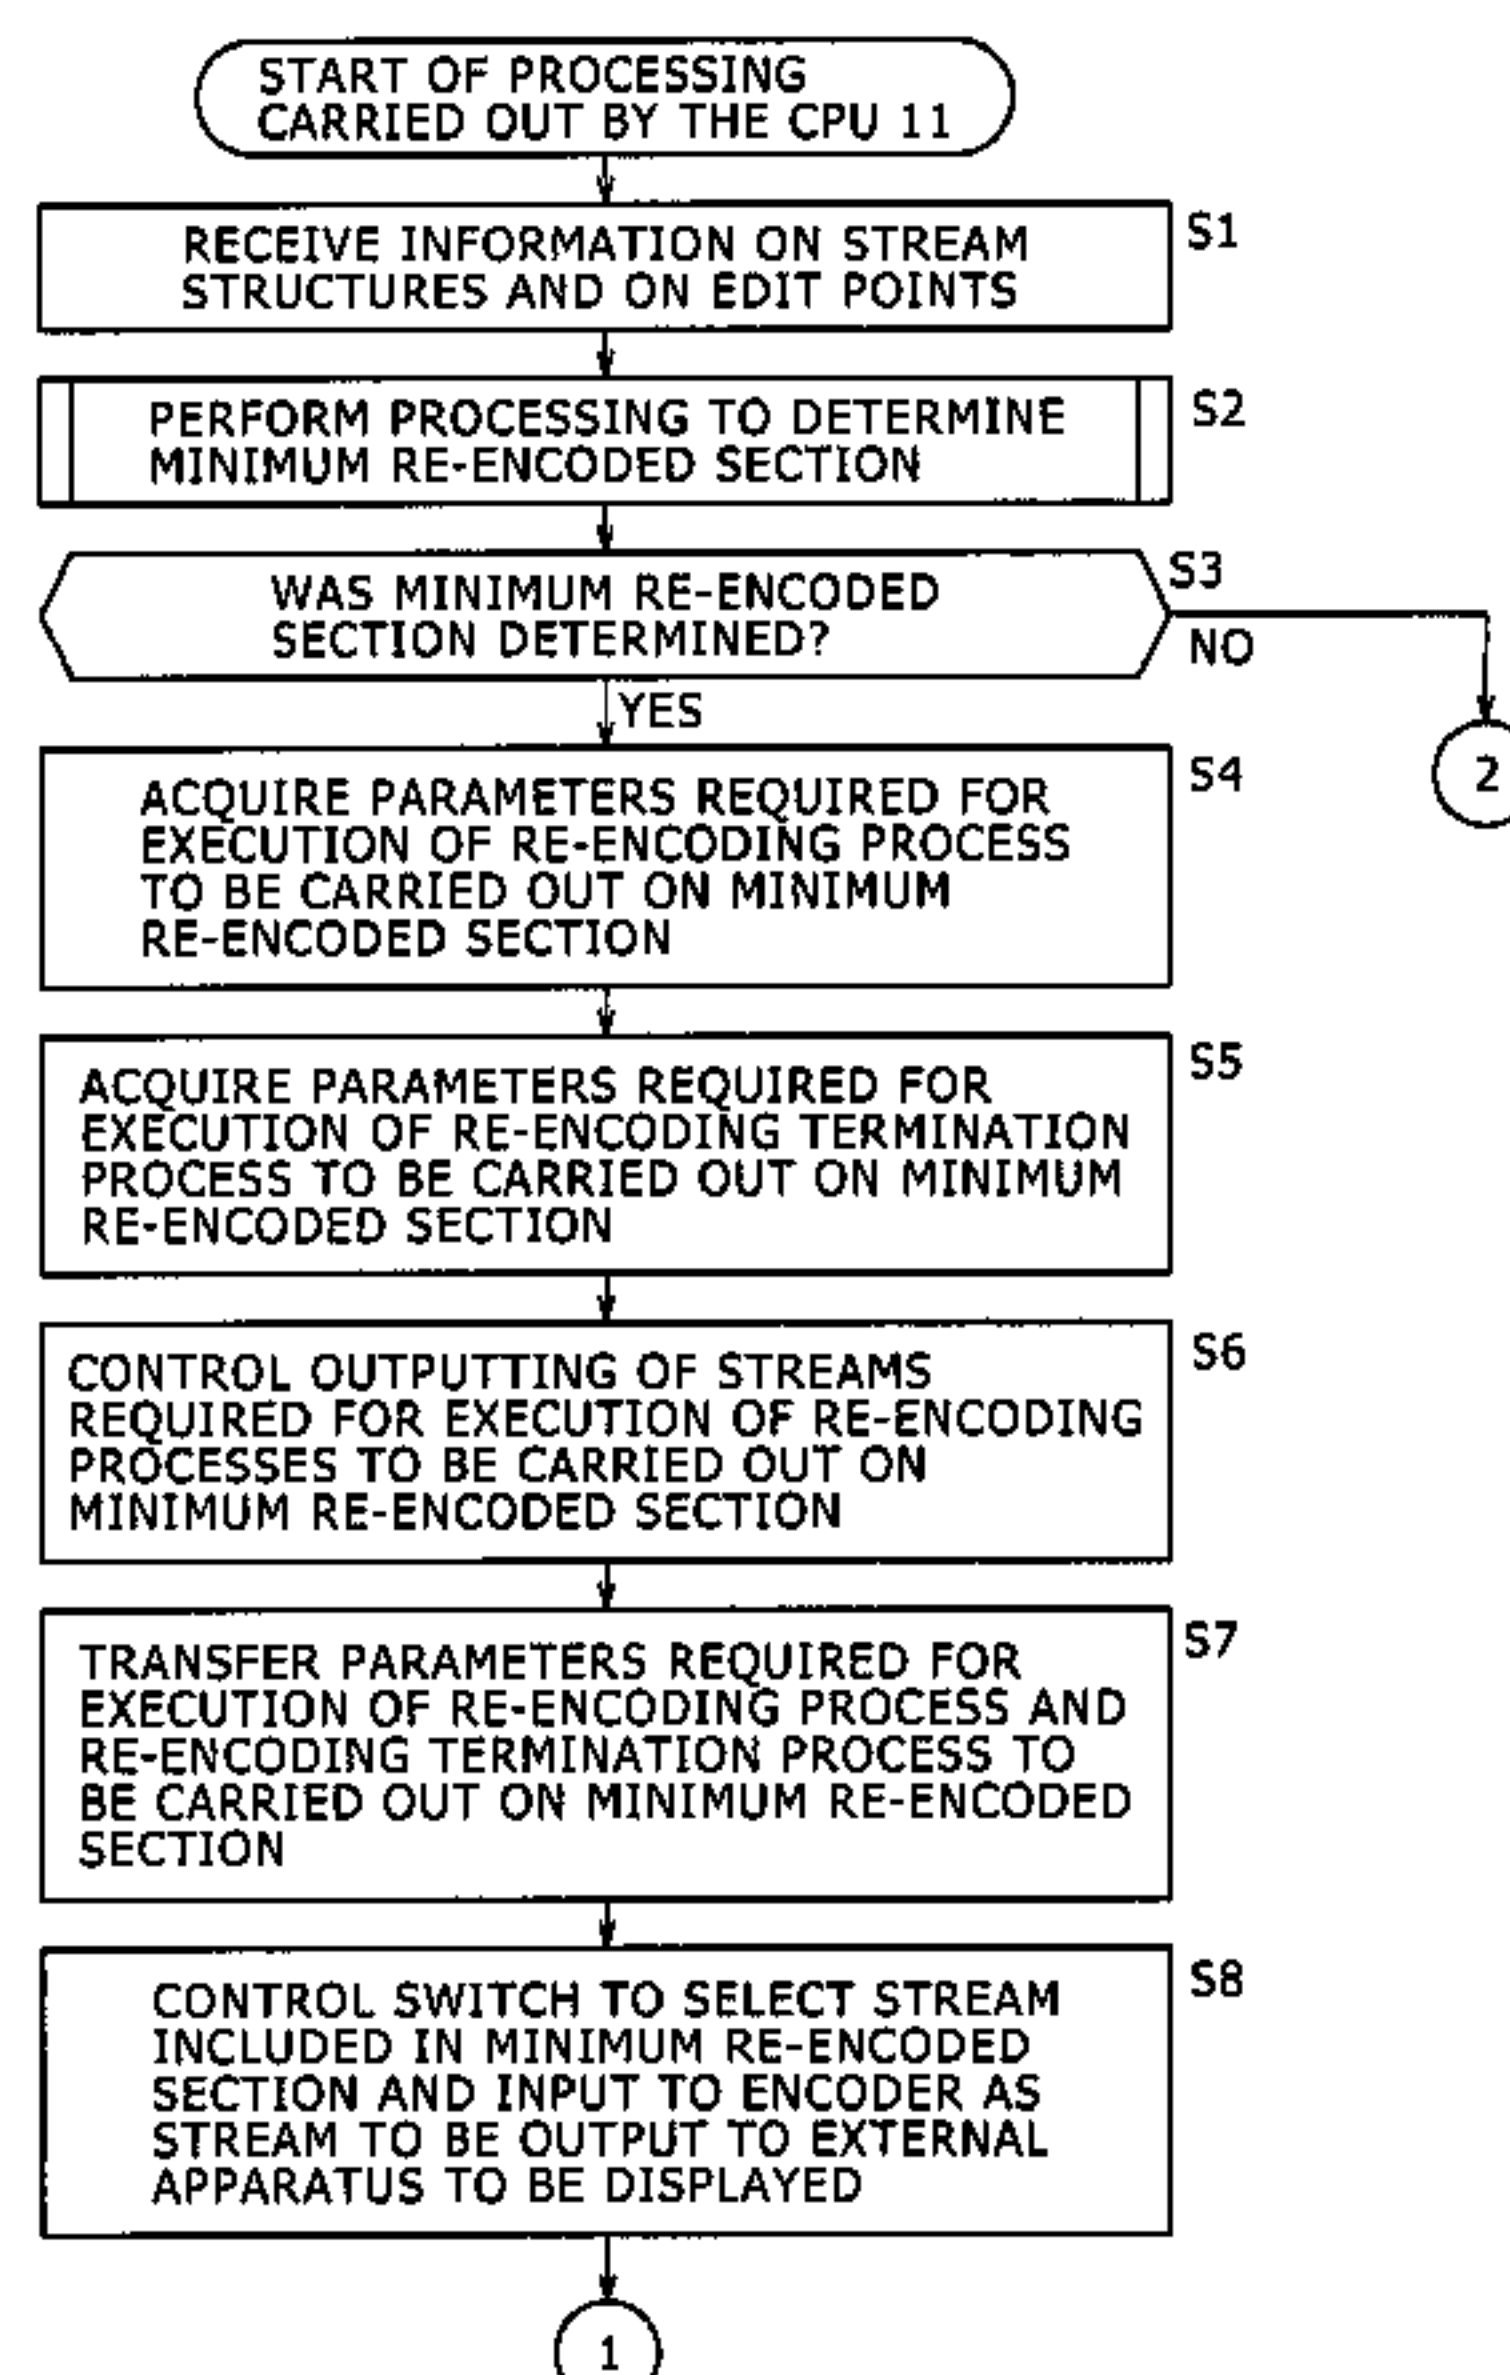 START OF PROCESSING
CARRIED OUT BY THE CPU 11
RECEIVE INFORMATION ON STREAM
STRUCTURES AND ON EDIT POINTS
S1
PERFORM PROCESSING TO DETERMINE
MINIMUM RE-ENCODED SECTION
S2
WAS MINIMUM RE-ENCODED
SECTION DETERMINED?
S3
NO
YES
2
ACQUIRE PARAMETERS REQUIRED FOR
EXECUTION OF RE-ENCODING PROCESS
TO BE CARRIED OUT ON MINIMUM
RE-ENCODED SECTION
S4
ACQUIRE PARAMETERS REQUIRED FOR
EXECUTION OF RE-ENCODING TERMINATION
PROCESS TO BE CARRIED OUT ON MINIMUM
RE-ENCODED SECTION
S5
CONTROL OUTPUTTING OF STREAMS
REQUIRED FOR EXECUTION OF RE-ENCODING
PROCESSES TO BE CARRIED OUT ON
MINIMUM RE-ENCODED SECTION
S6
TRANSFER PARAMETERS REQUIRED FOR
EXECUTION OF RE-ENCODING PROCESS AND
RE-ENCODING TERMINATION PROCESS TO
BE CARRIED OUT ON MINIMUM RE-ENCODED
SECTION
S7
CONTROL SWITCH TO SELECT STREAM
INCLUDED IN MINIMUM RE-ENCODED
SECTION AND INPUT TO ENCODER AS
STREAM TO BE OUTPUT TO EXTERNAL
APPARATUS TO BE DISPLAYED
S8
1